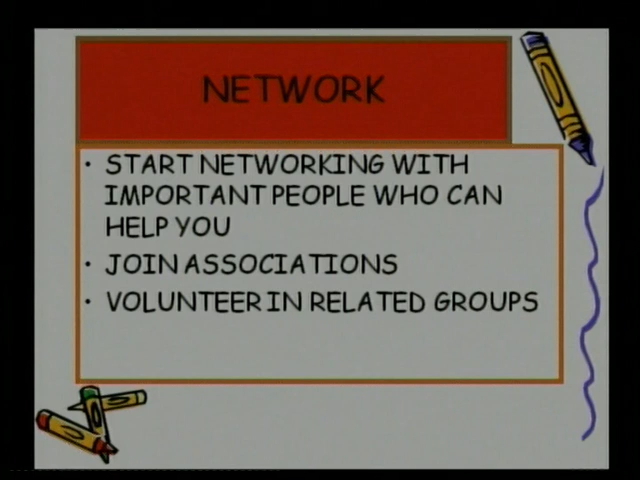 NETWORK
• START NETWORKING WITH
IMPORTANT PEOPLE WHO CAN
HELP YOU
• JOIN ASSOCIATIONS
• VOLUNTEER IN RELATED GROUPS